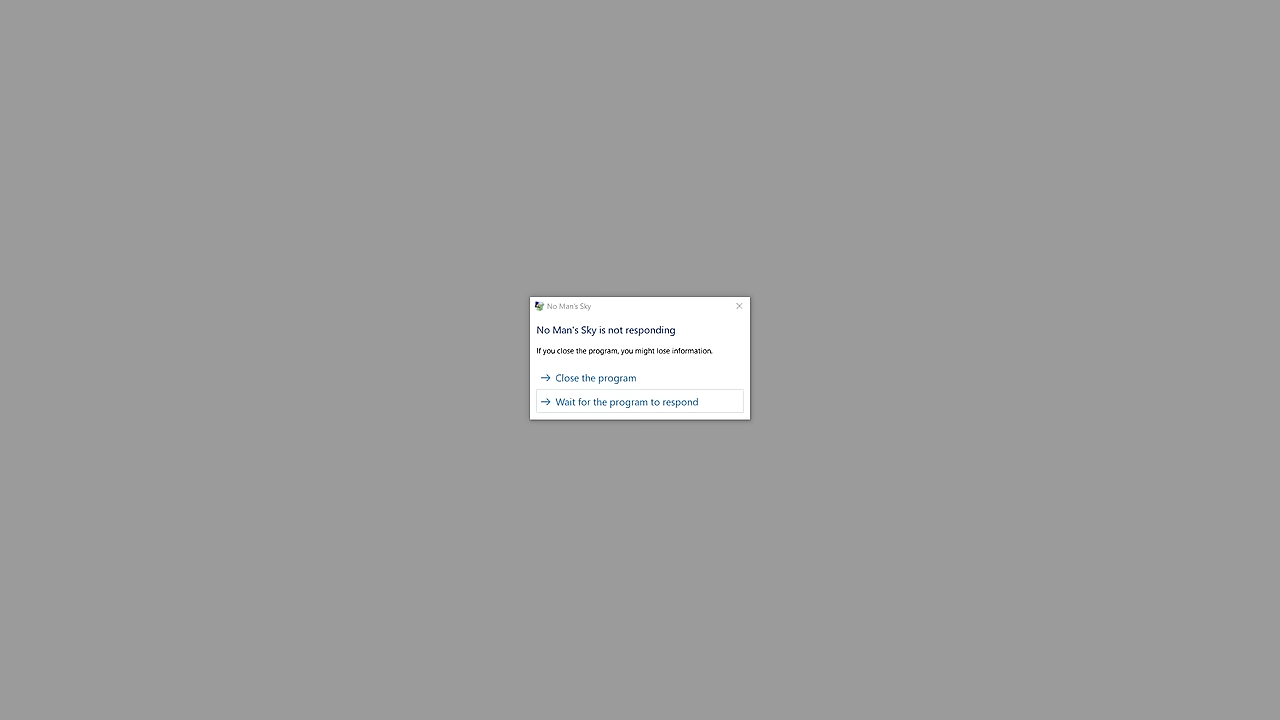 No Man's Sky
No Man's Sky is not responding
If you close the program, you might lose information.
Close the program
Wait for the program to respond